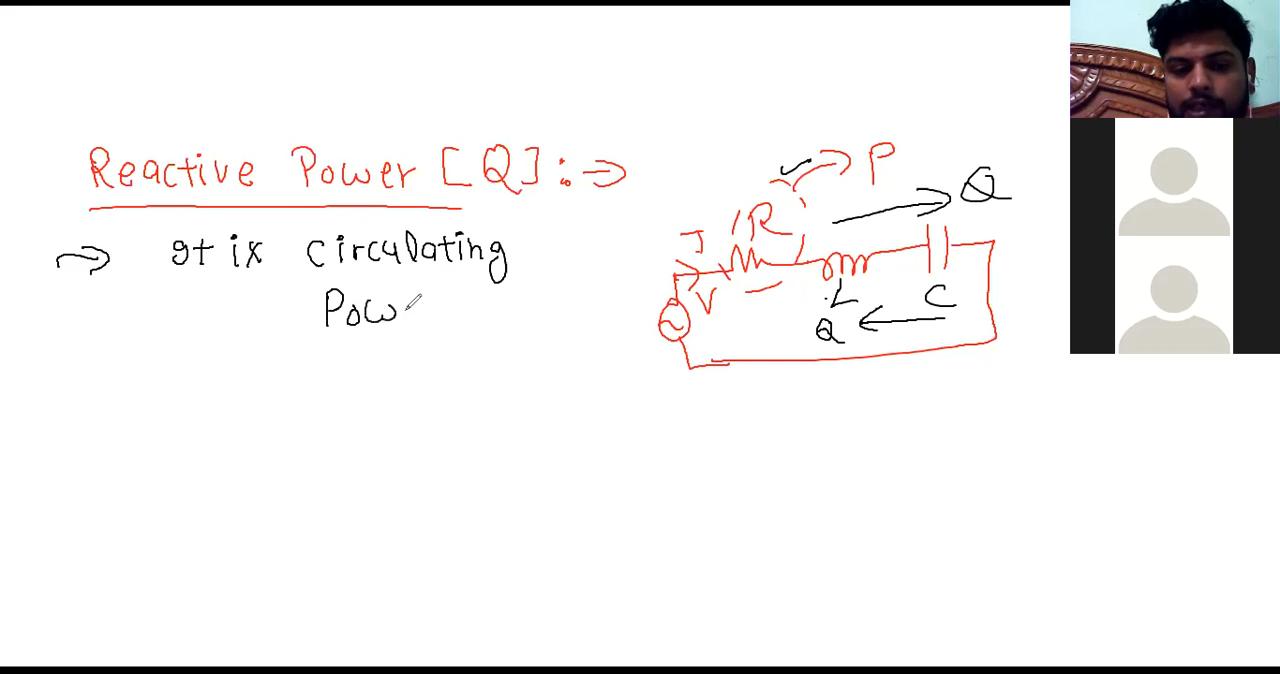 Reactive Power [Q] :→
→ It is circulating
Pow
P
Q
R
I
V
L
C
Q